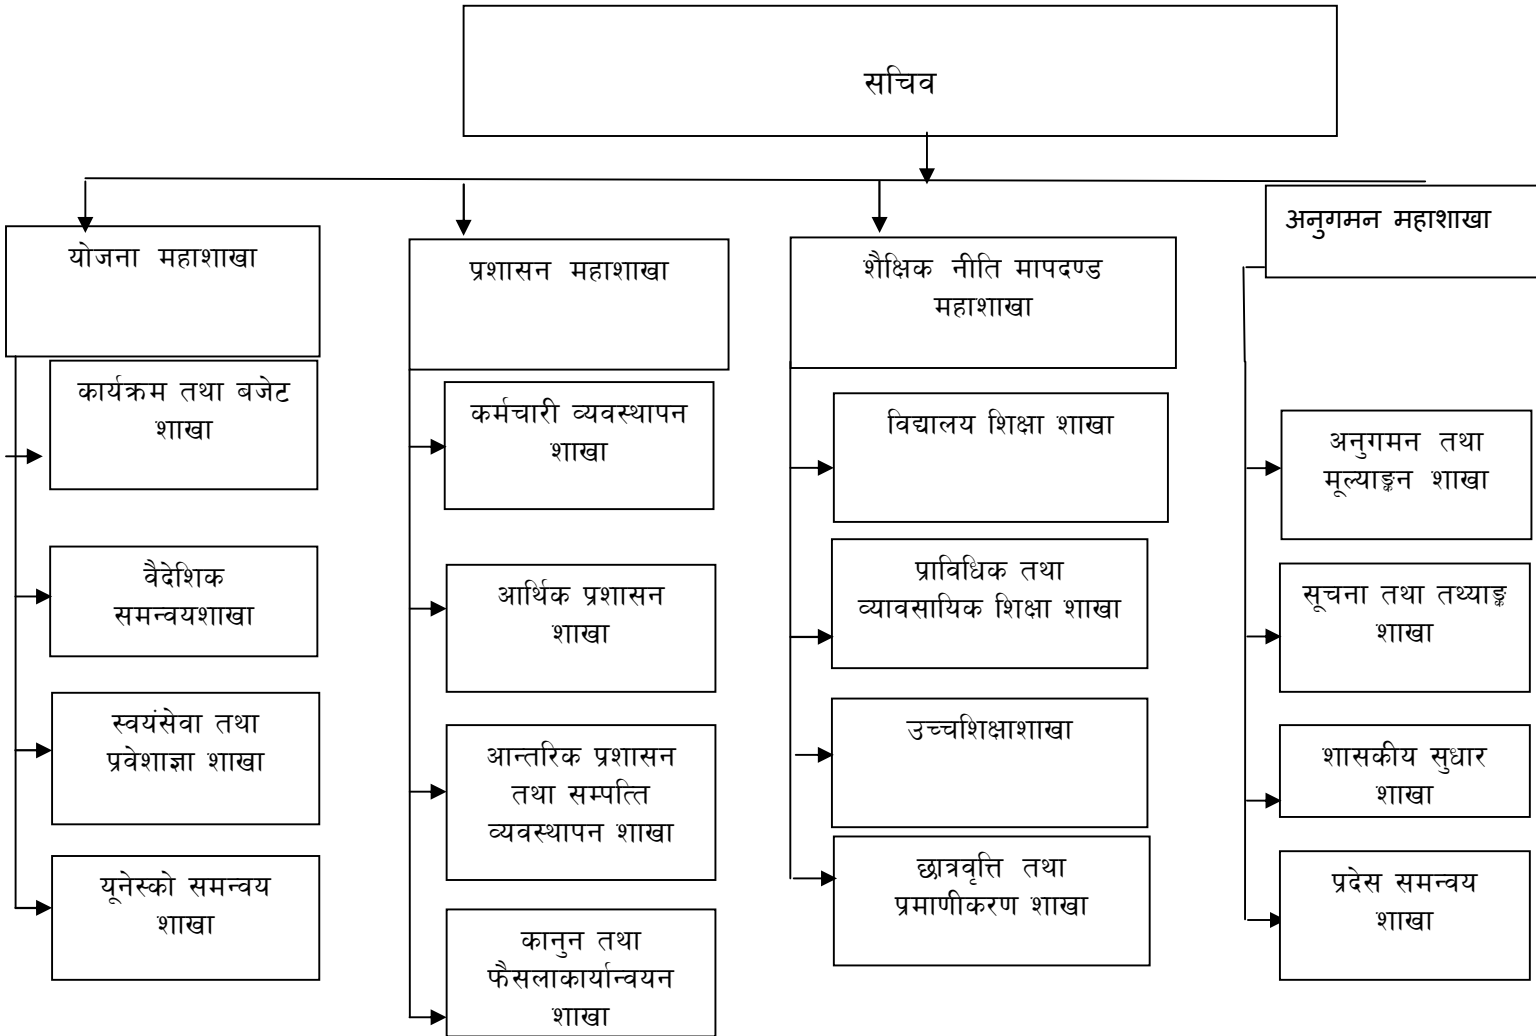 सचिव
योजना महाशाखा
कार्यक्रम तथा बजेट
शाखा
वैदेशिक
समन्वयशाखा
स्वयंसेवा तथा
प्रवेशाज्ञा शाखा
यूनेस्को समन्वय
शाखा
प्रशासन महाशाखा
कर्मचारी व्यवस्थापन
शाखा
आर्थिक प्रशासन
शाखा
आन्तरिक प्रशासन
तथा सम्पत्ति
व्यवस्थापन शाखा
कानुन तथा
फैसलाकार्यान्वयन
शाखा
शैक्षिक नीति मापदण्ड
महाशाखा
विद्यालय शिक्षा शाखा
प्राविधिक तथा
व्यावसायिक शिक्षा शाखा
उच्चशिक्षाशाखा
छात्रवृत्ति तथा
प्रमाणीकरण शाखा
अनुगमन महाशाखा
अनुगमन तथा
मूल्याङ्कन शाखा
सूचना तथा तथ्याङ्क
शाखा
शासकीय सुधार
शाखा
प्रदेस समन्वय
शाखा